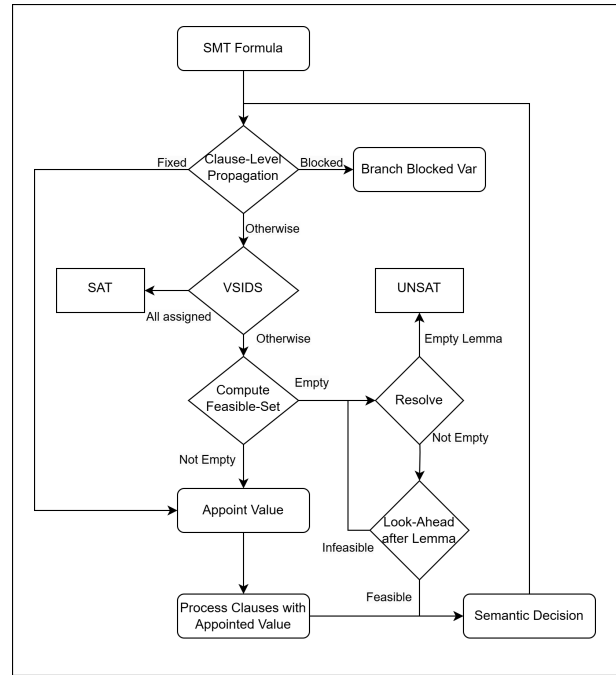 SMT Formula
Clause-Level
Propagation
Fixed
Blocked
Branch Blocked Var
Otherwise
VSIDS
SAT
All assigned
UNSAT
Otherwise
Empty Lemma
Compute
Feasible-Set
Empty
Resolve
Not Empty
Not Empty
Appoint Value
Look-Ahead
after Lemma
Infeasible
Feasible
Process Clauses with
Appointed Value
Semantic Decision